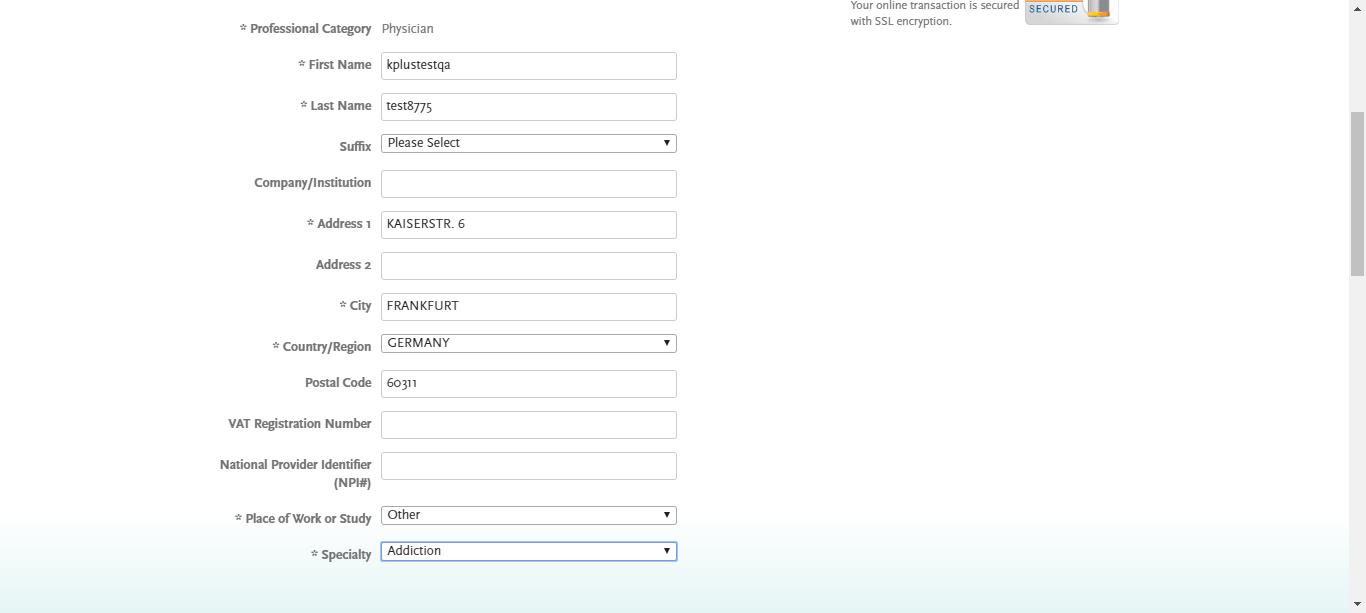 Your online transaction is secured
with SSL encryption.
SECURED
* Professional Category Physician
* First Name kplustestqa
* Last Name test8775
Suffix Please Select
Company/Institution
* Address 1 KAISERSTR. 6
Address 2
* City FRANKFURT
* Country/Region GERMANY
Postal Code 60311
VAT Registration Number
National Provider Identifier
(NPI#)
* Place of Work or Study Other
* Specialty Addiction